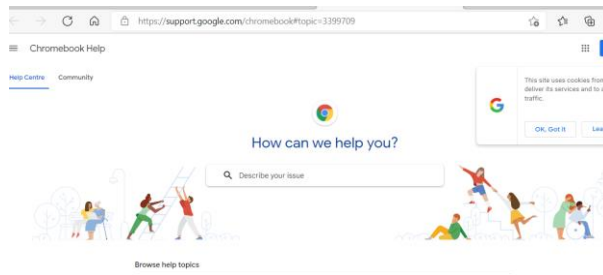 https://support.google.com/chromebook#topic=3399709
Chromebook Help
Help Centre Community
This site uses cookies from
deliver its services and to
traffic.
OK, Got it
How can we help you?
Describe your issue
Browse help topics